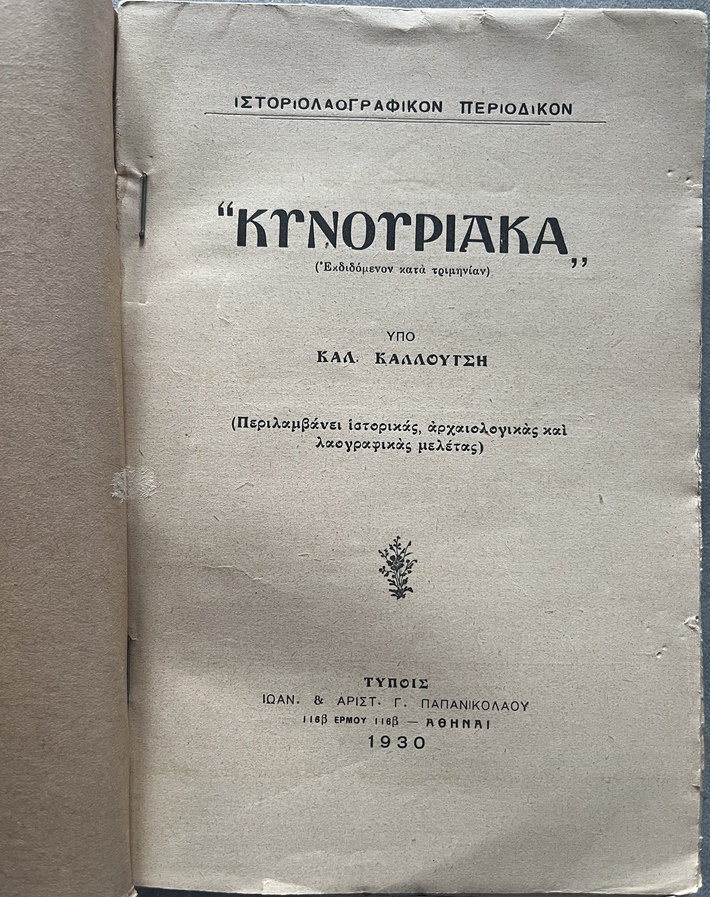 ΙΣΤΟΡΙΟΛΑΟΓΡΑΦΙΚΟΝ ΠΕΡΙΟΔΙΚΟΝ
“ΚΥΝΟΥΡΙΑΚΑ„
(Ἐκδιδόμενον κατὰ τριμηνίαν)
ΥΠΟ
ΚΑΛ. ΚΑΛΛΟΥΤΣΗ
(Περιλαμβάνει ἱστορικάς, ἀρχαιολογικὰς καὶ
λαογραφικὰς μελέτας)
ΤΥΠΟΙΣ
ΙΩΑΝ. & ΑΡΙΣΤ. Γ. ΠΑΠΑΝΙΚΟΛΑΟΥ
116β ΕΡΜΟΥ 116β — ΑΘΗΝΑΙ
1930